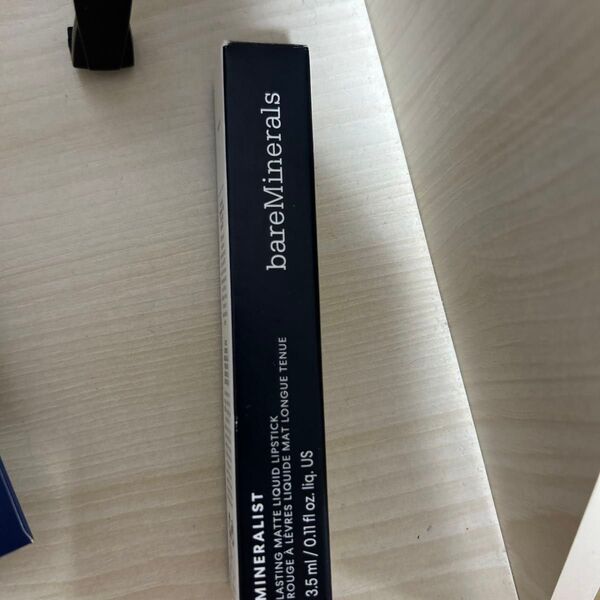 bareMinerals
MINERALIST
LASTING MATTE LIQUID LIPSTICK
ROUGE À LÈVRES LIQUIDE MAT LONGUE TENUE
3.5 ml / 0.11 fl oz. liq. US